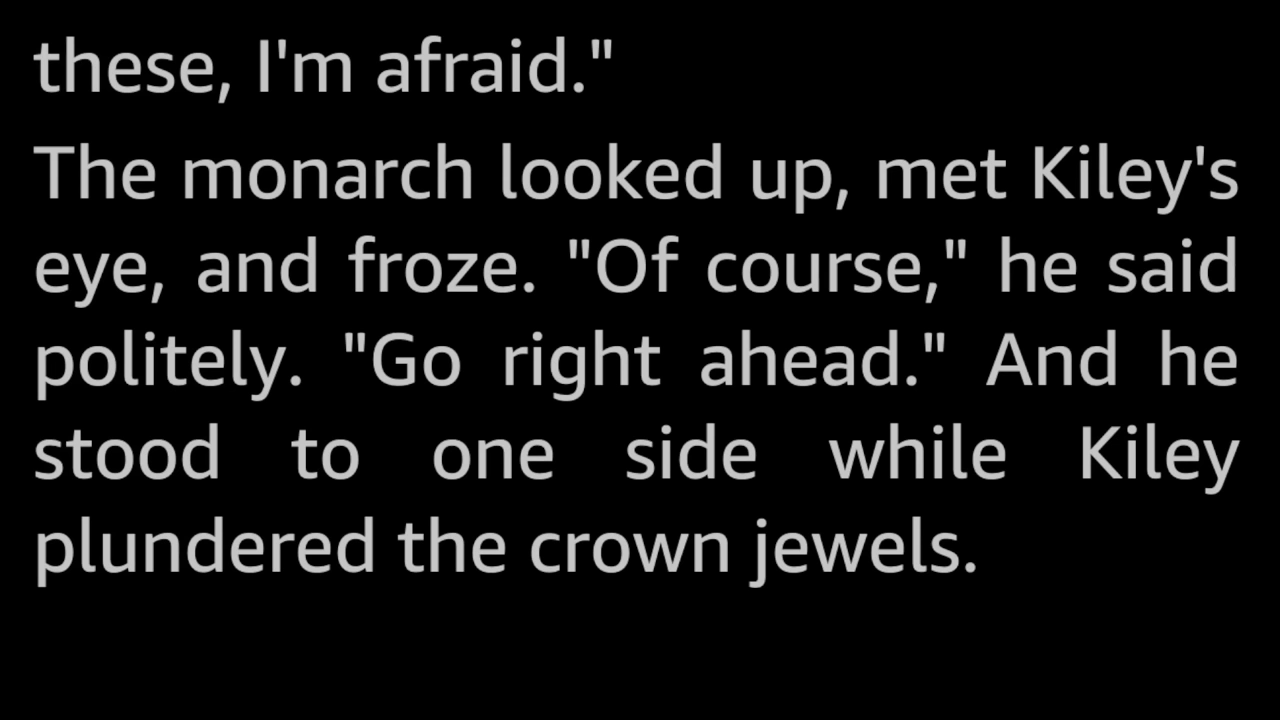 these, I'm afraid."
The monarch looked up, met Kiley's
eye, and froze. "Of course," he said
politely. "Go right ahead." And he
stood to one side while Kiley
plundered the crown jewels.